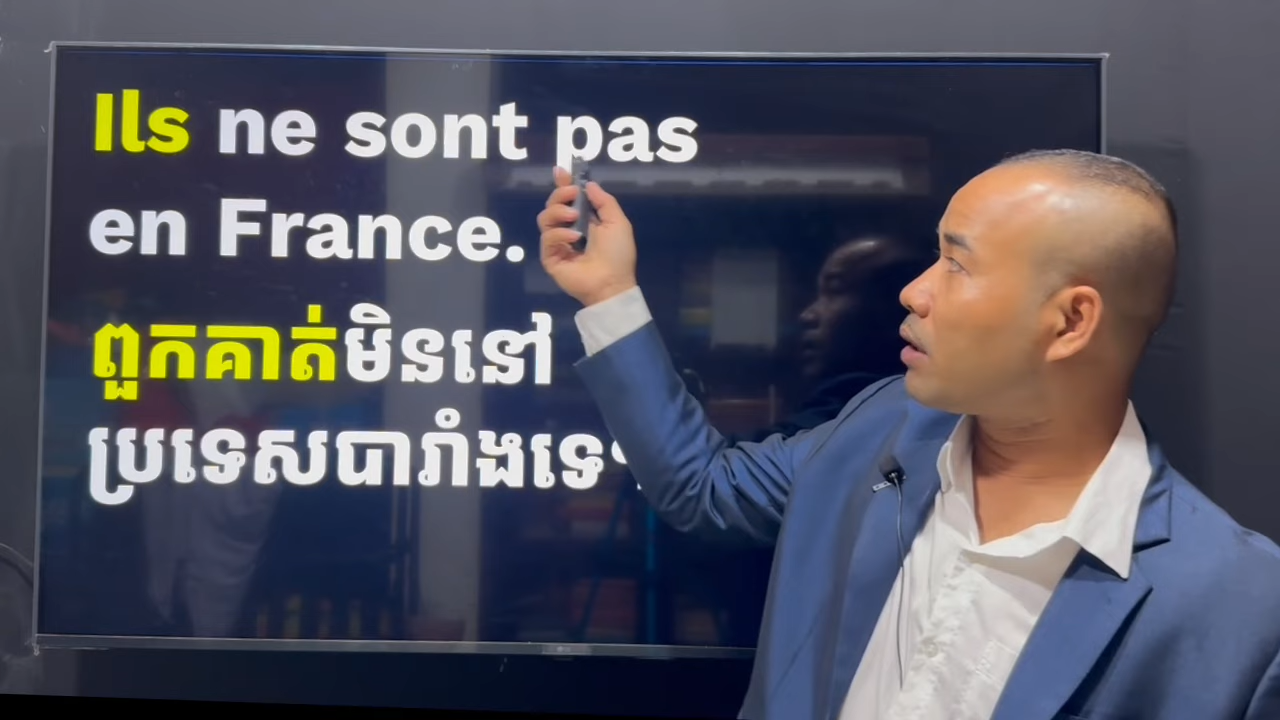 Ils ne sont pas
en France.
ពួកគាត់មិននៅ
ប្រទេសបារាំងទេ។